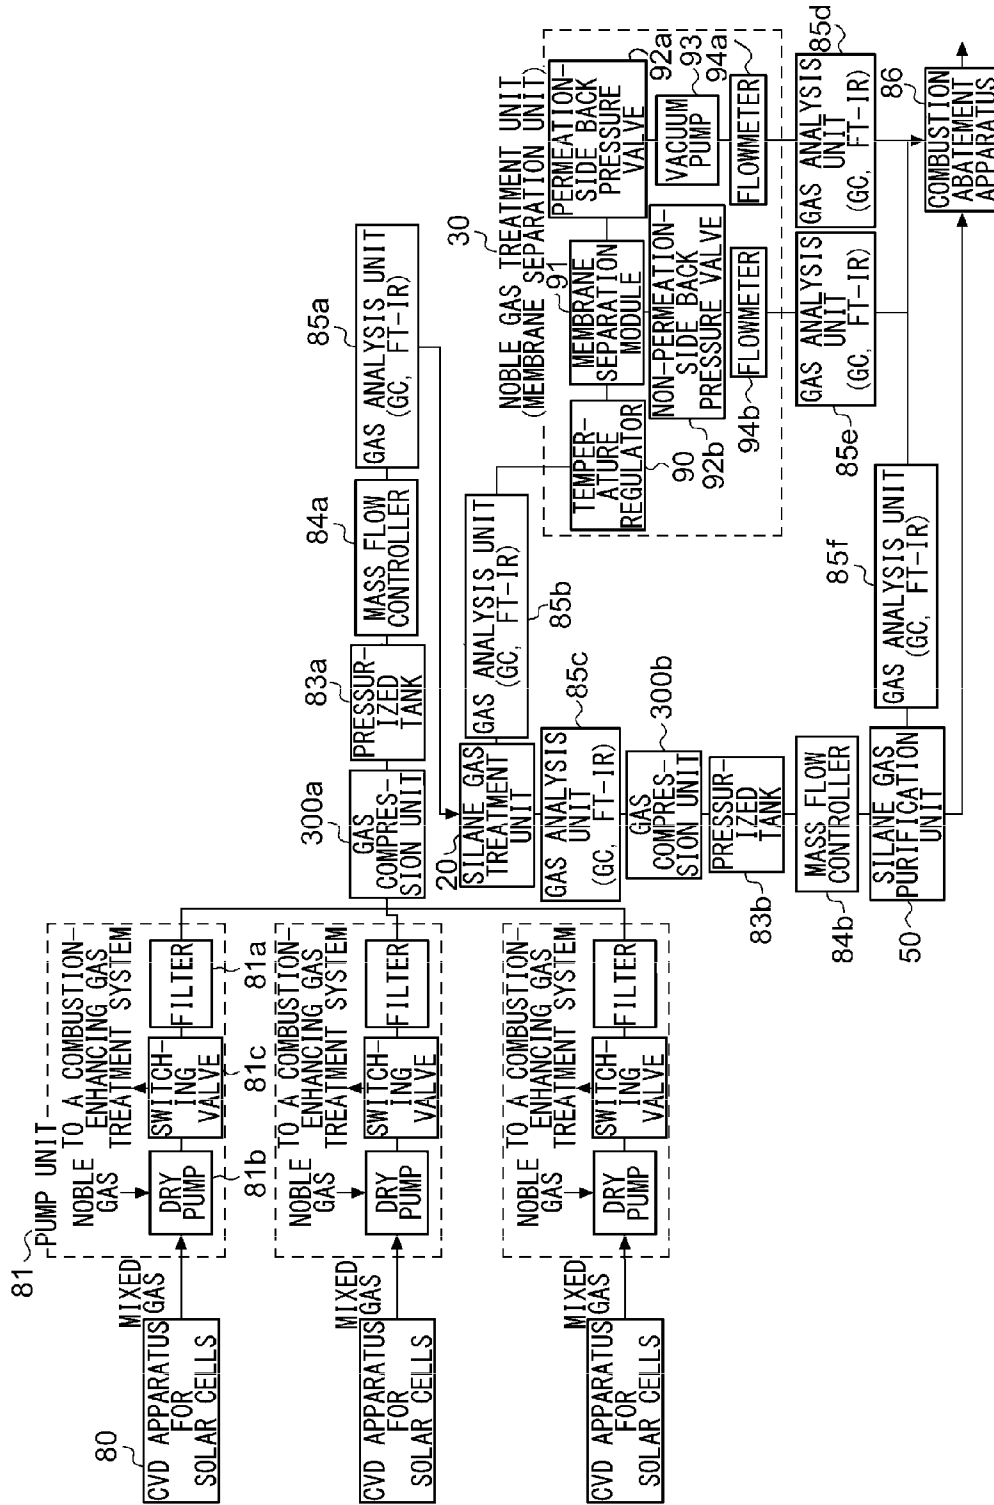 81
PUMP UNIT
80
CVD APPARATUS
FOR
SOLAR CELLS
MIXED
GAS
NOBLE
GAS
TO A COMBUSTION-
ENHANCING GAS
TREATMENT SYSTEM
DRY
PUMP
81b
SWITCH-
ING
VALVE
81c
FILTER
81a
CVD APPARATUS
FOR
SOLAR CELLS
MIXED
GAS
NOBLE
GAS
TO A COMBUSTION-
ENHANCING GAS
TREATMENT SYSTEM
DRY
PUMP
SWITCH-
ING
VALVE
FILTER
CVD APPARATUS
FOR
SOLAR CELLS
MIXED
GAS
NOBLE
GAS
TO A COMBUSTION-
ENHANCING GAS
TREATMENT SYSTEM
DRY
PUMP
SWITCH-
ING
VALVE
FILTER
300a
GAS
COMPRES-
SION UNIT
83a
PRESSUR-
IZED
TANK
84a
MASS FLOW
CONTROLLER
85a
GAS ANALYSIS UNIT
(GC, FT-IR)
20
SILANE GAS
TREATMENT
UNIT
GAS ANALYSIS UNIT
(GC, FT-IR)
85b
GAS ANALYSIS
UNIT
(GC, FT-IR)
85c
GAS
COMPRES-
SION UNIT
300b
PRESSUR-
IZED
TANK
83b
MASS FLOW
CONTROLLER
84b
SILANE GAS
PURIFICATION
UNIT
50
85f
GAS ANALYSIS UNIT
(GC, FT-IR)
30
NOBLE GAS TREATMENT UNIT
(MEMBRANE SEPARATION UNIT)
TEMPER-
ATURE
REGULATOR
90
91
MEMBRANE
SEPARATION
MODULE
PERMEATION-
SIDE BACK
PRESSURE
VALVE
92a
NON-PERMEATION-
SIDE BACK
PRESSURE VALVE
92b
VACUUM
PUMP
93
FLOWMETER
94a
FLOWMETER
94b
GAS ANALYSIS
UNIT
(GC, FT-IR)
85d
GAS ANALYSIS
UNIT
(GC, FT-IR)
85e
86
COMBUSTION
ABATEMENT
APPARATUS